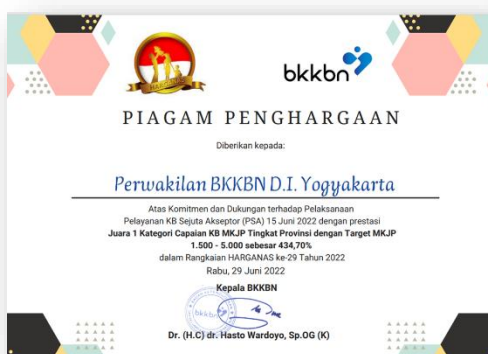 HARGANAS
bkkbn
PIAGAM PENGHARGAAN
Diberikan kepada:
Perwakilan BKKBN D.I. Yogyakarta
Atas Komitmen dan Dukungan terhadap Pelaksanaan
Pelayanan KB Sejuta Akseptor (PSA) 15 Juni 2022 dengan prestasi
Juara 1 Kategori Capaian KB MKJP Tingkat Provinsi dengan Target MKJP
1.500 - 5.000 sebesar 434,70%
dalam Rangkaian HARGANAS ke-29 Tahun 2022
Rabu, 29 Juni 2022
Kepala BKKBN
bkkbn
Dr. (H.C) dr. Hasto Wardoyo, Sp.OG (K)